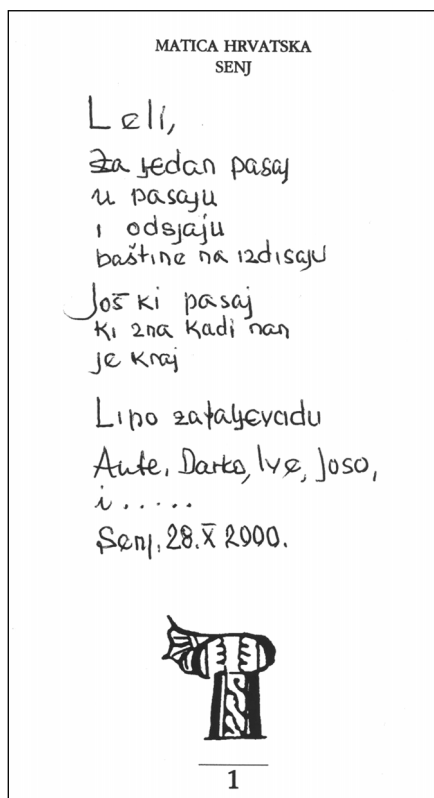 MATICA HRVATSKA
SENJ
Leli,
Za jedan pasaj
u pasaju
i odsjaju
baštine na izdisaju
Još ki pasaj
ki zna kadi nan
je kraj
Lipo zafaljevadu
Ante, Darko, Ive, Joso,
i .....
Senj, 28. X 2000.
1